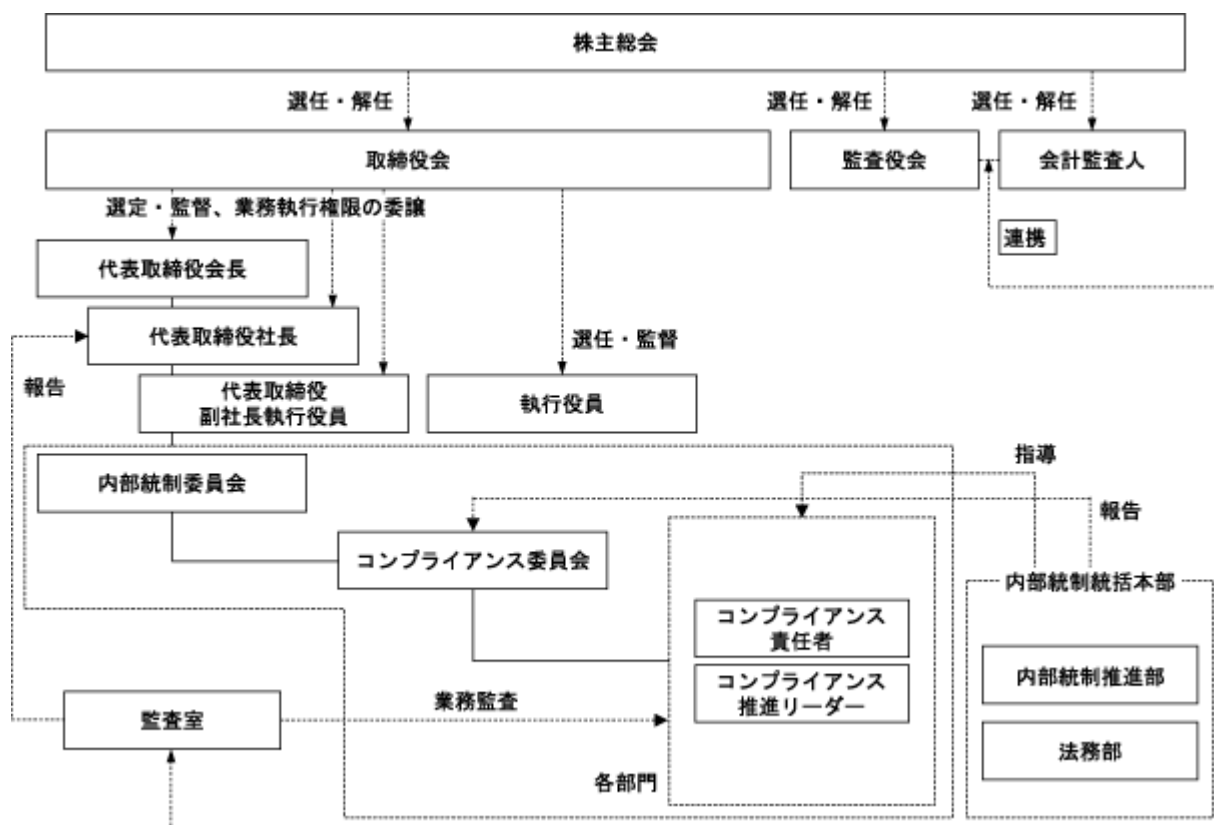 株主総会
選任・解任
選任・解任
選任・解任
取締役会
監査役会
会計監査人
選定・監督、業務執行権限の委譲
連携
代表取締役会長
代表取締役社長
選任・監督
報告
代表取締役
副社長執行役員
執行役員
指導
内部統制委員会
報告
コンプライアンス委員会
内部統制統括本部
コンプライアンス
責任者
内部統制推進部
コンプライアンス
推進リーダー
業務監査
監査室
法務部
各部門